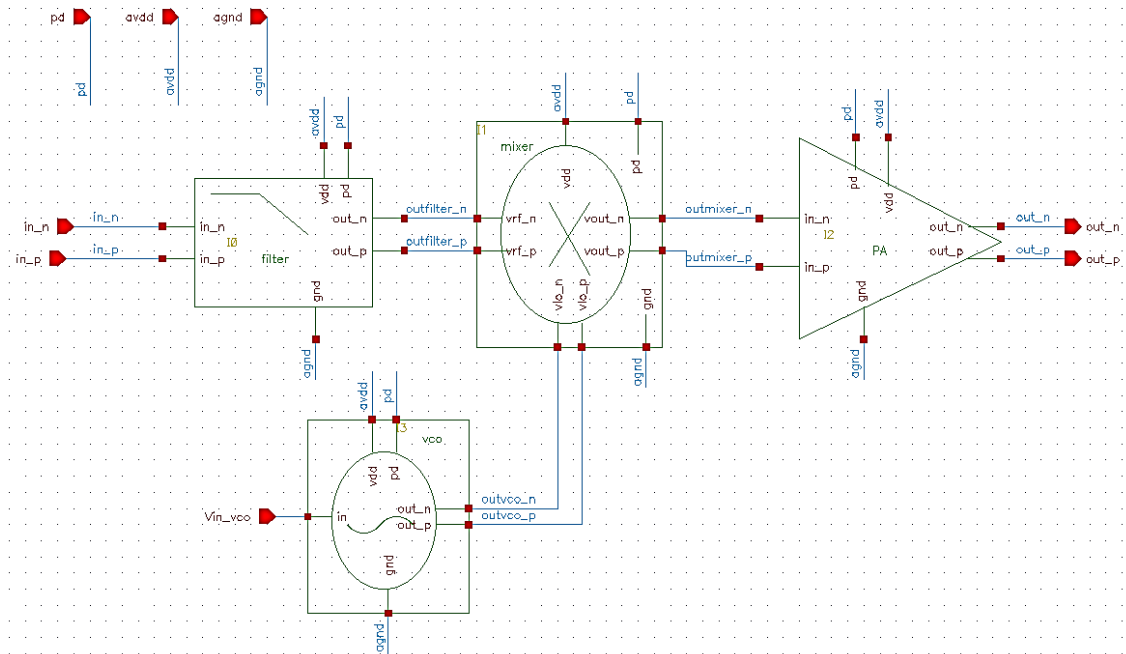 pd avdd agnd
pd avdd agnd
avdd pd
avdd pd
pd avdd
I1
mixer
vdd pd
I0
filter
vdd pd
in_n in_n in_n
in_p in_p in_p
out_n outfilter_n vrf_n
out_p outfilter_p vrf_p
gnd
agnd
vout_n outmixer_n in_n
vout_p outmixer_p in_p
vlo_n vlo_p gnd
agnd
pd vdd
I2
PA
out_n out_n out_n
out_p out_p out_p
gnd
agnd
avdd pd
I3
vco
vdd pd
Vin_vco in
out_n outvco_n
out_p outvco_p
gnd
agnd